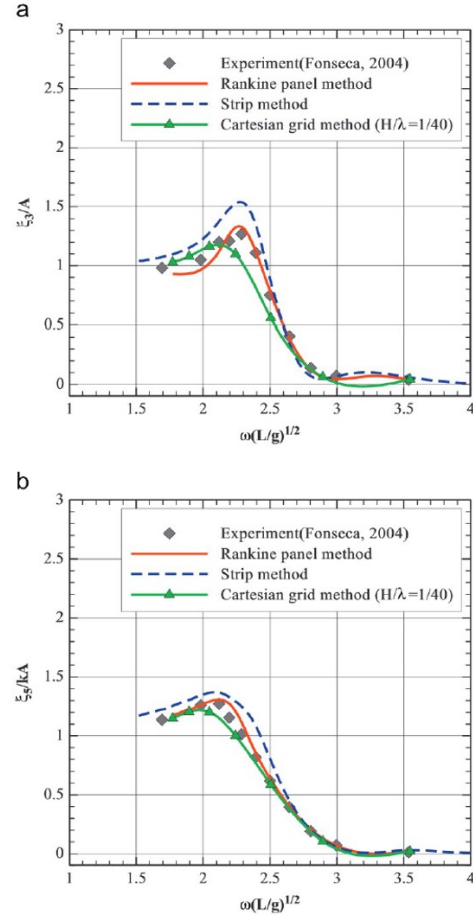 a
3
2.5
2
1.5
1
0.5
0
ξ₃/A
Experiment(Fonseca, 2004)
Rankine panel method
Strip method
Cartesian grid method (H/λ=1/40)
1 1.5 2 2.5 3 3.5 4
ω(L/g)^1/2
b
3
2.5
2
1.5
1
0.5
0
ξ₅/kA
Experiment(Fonseca, 2004)
Rankine panel method
Strip method
Cartesian grid method (H/λ=1/40)
1 1.5 2 2.5 3 3.5 4
ω(L/g)^1/2